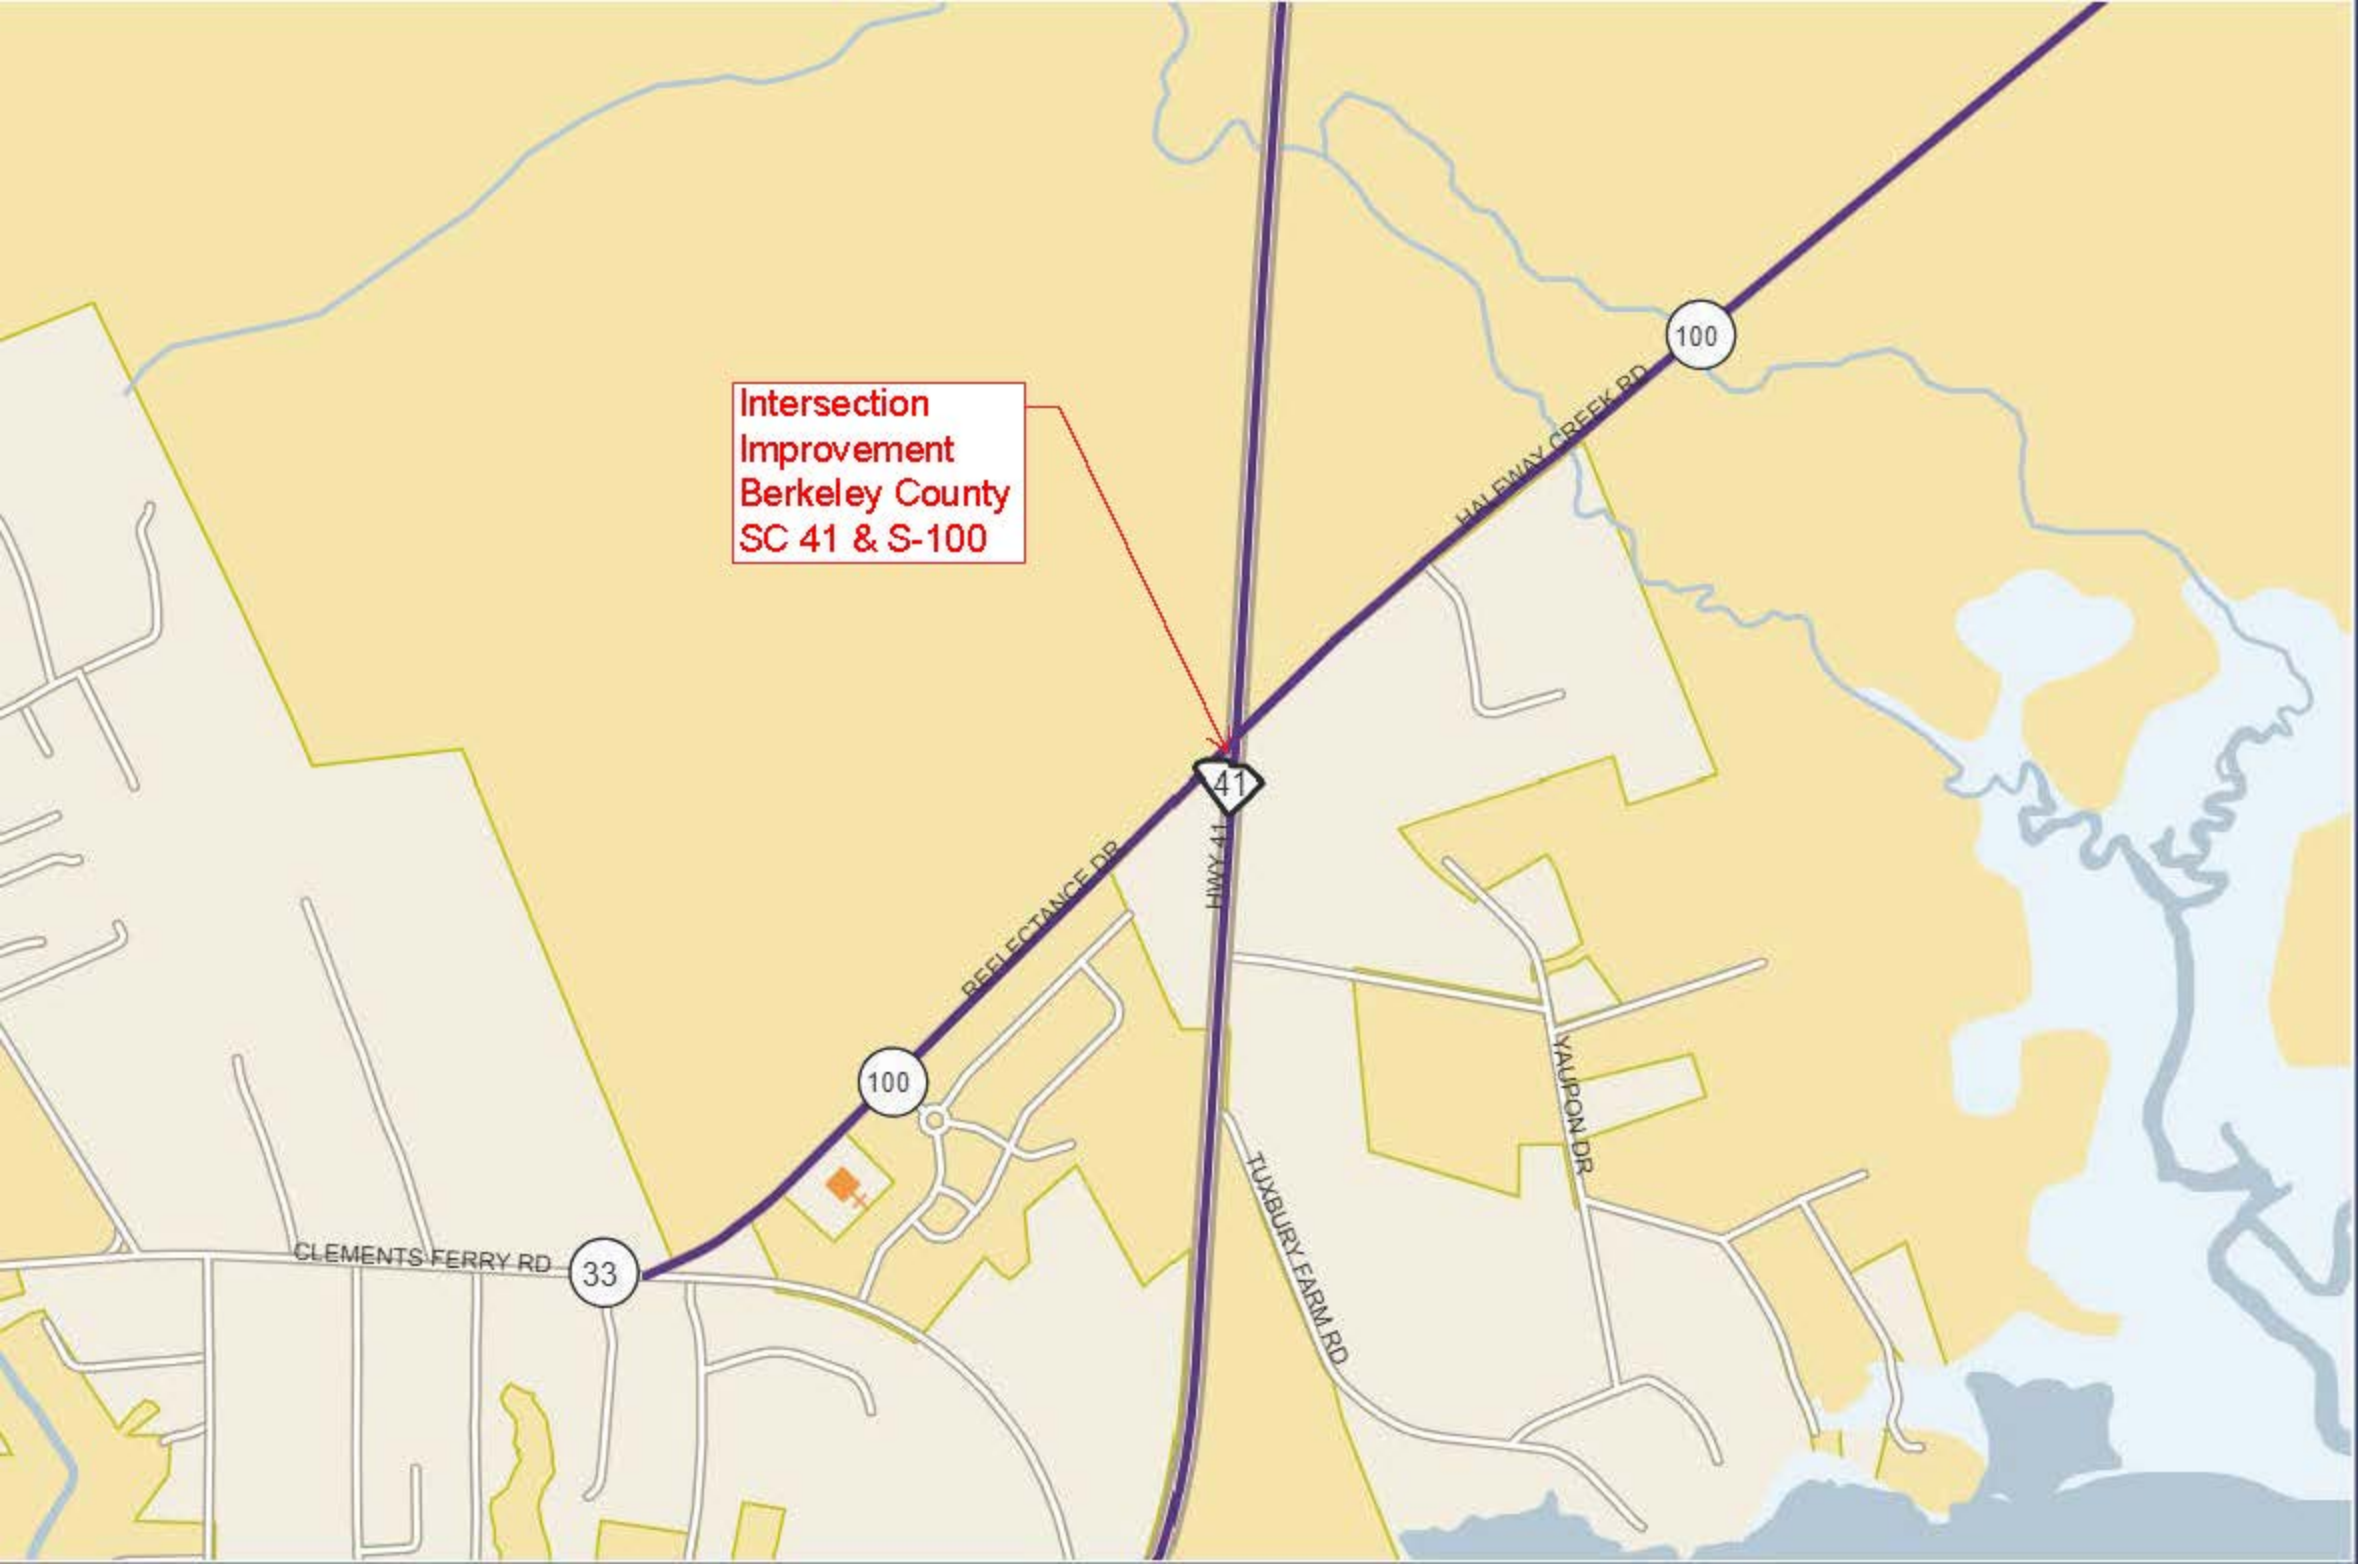 100
HALFWAY CREEK RD
Intersection
Improvement
Berkeley County
SC 41 & S-100
41
HWY 41
REFLECTANCE DR
100
YAUPON DR
TUXBURY FARM RD
CLEMENTS FERRY RD
33